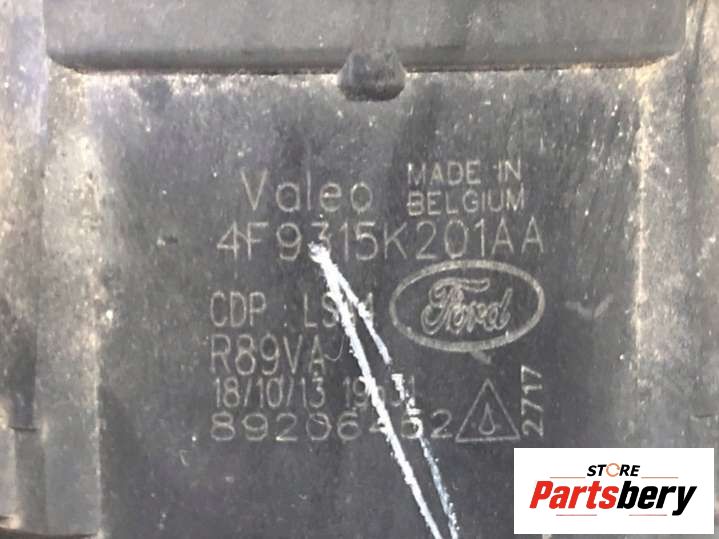 Valeo MADE IN
BELGIUM
4F9315K201AA
CDP : Ford
R89VA
18/10/13
2717
STORE
Partsbery